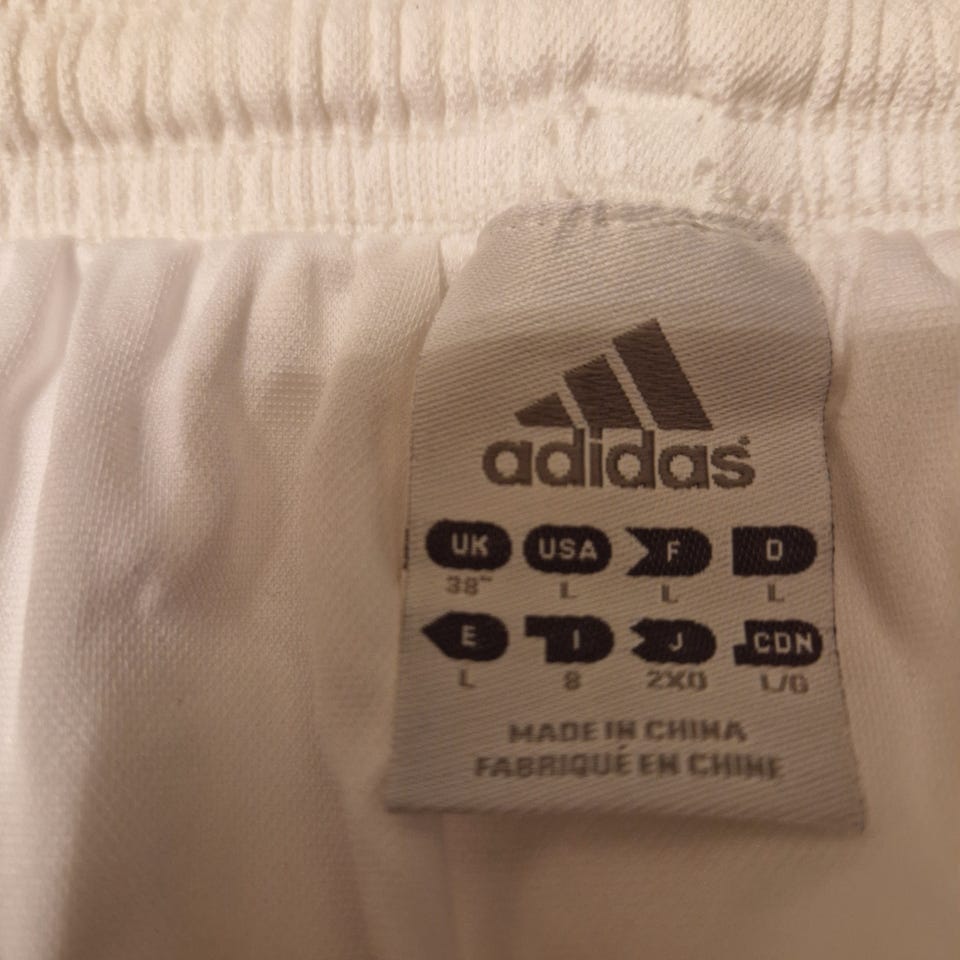 adidas
UK USA F D
38" L L L
E I J CDN
L 8 2XO L/G
MADE IN CHINA
FABRIQUÉ EN CHINE